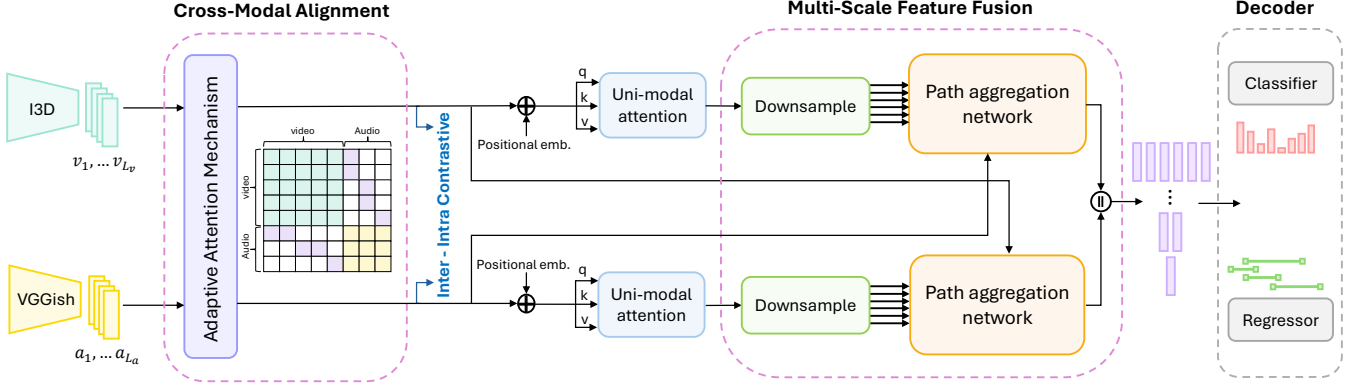 Cross-Modal Alignment
Multi-Scale Feature Fusion
Decoder
I3D
v1, … vLv
VGGish
a1, … aLa
Adaptive Attention Mechanism
video
Audio
video
Audio
Inter - Intra Contrastive
Positional emb.
q
k
v
Uni-modal
attention
Downsample
Path aggregation
network
Positional emb.
q
k
v
Uni-modal
attention
Downsample
Path aggregation
network
||
⋮
Classifier
Regressor